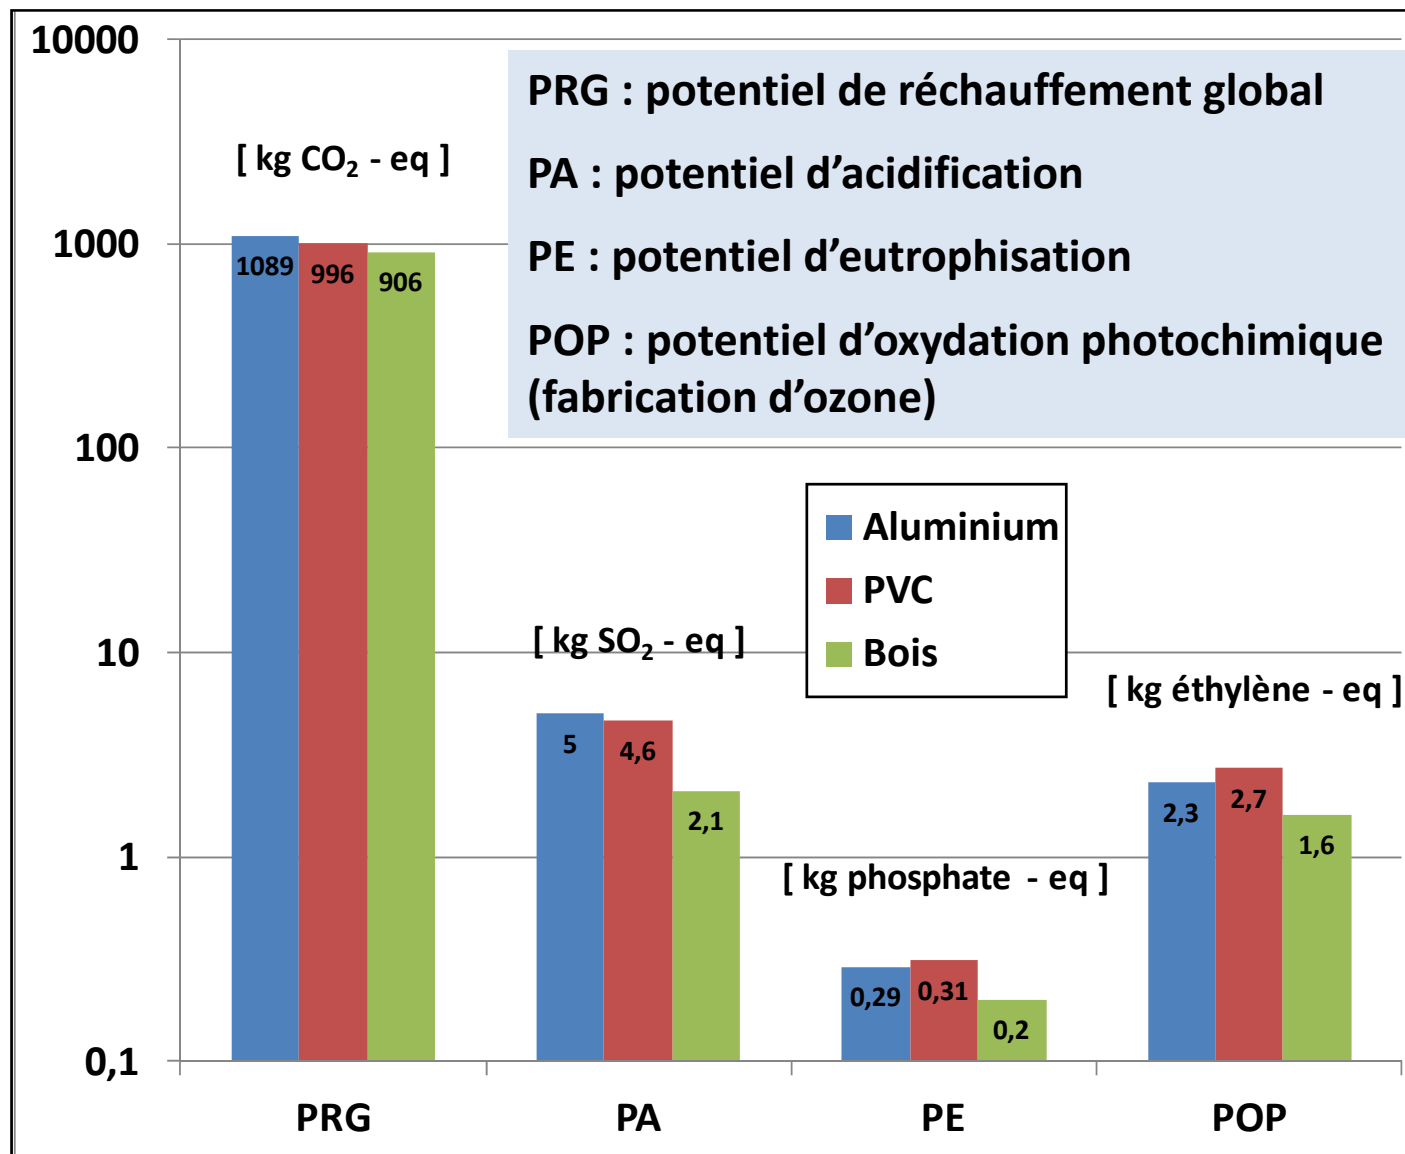 10000
PRG : potentiel de réchauffement global
[ kg CO₂ - eq ]
PA : potentiel d’acidification
1000
1089
996
906
PE : potentiel d’eutrophisation
POP : potentiel d’oxydation photochimique
(fabrication d’ozone)
100
Aluminium
PVC
Bois
10
[ kg SO₂ - eq ]
[ kg éthylène - eq ]
5
4,6
2,1
2,3
2,7
1,6
1
[ kg phosphate - eq ]
0,29
0,31
0,2
0,1
PRG
PA
PE
POP